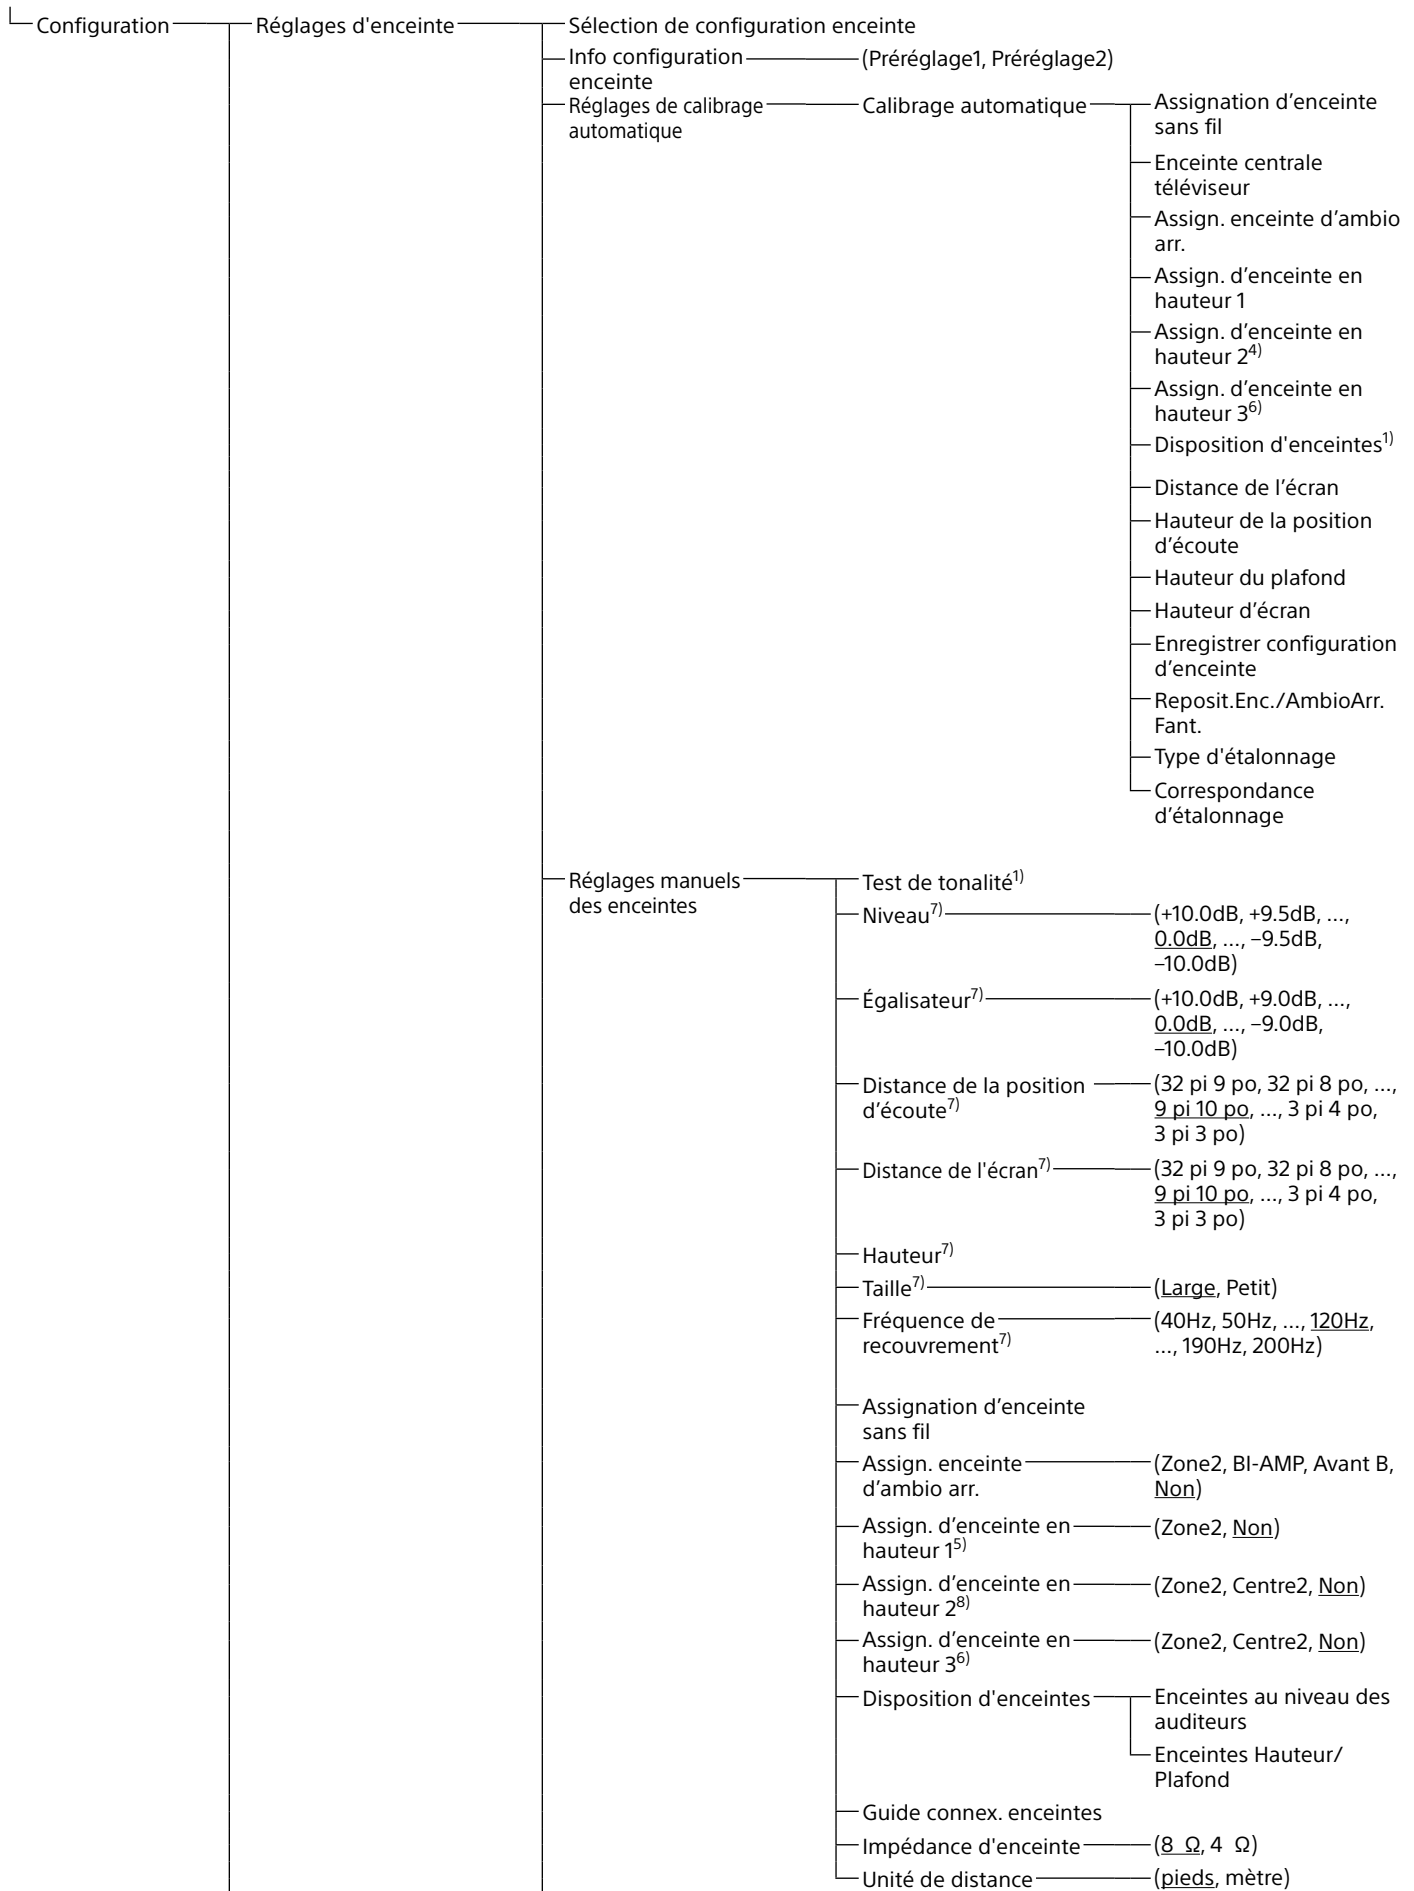 Configuration
Réglages d'enceinte
Sélection de configuration enceinte
Info configuration
enceinte
(Préréglage1, Préréglage2)
Réglages de calibrage
automatique
Calibrage automatique
Assignation d’enceinte
sans fil
Enceinte centrale
téléviseur
Assign. enceinte d’ambio
arr.
Assign. d’enceinte en
hauteur 1
Assign. d’enceinte en
hauteur 24)
Assign. d’enceinte en
hauteur 36)
Disposition d'enceintes1)
Distance de l’écran
Hauteur de la position
d’écoute
Hauteur du plafond
Hauteur d’écran
Enregistrer configuration
d’enceinte
Reposit.Enc./AmbioArr.
Fant.
Type d'étalonnage
Correspondance
d’étalonnage
Réglages manuels
des enceintes
Test de tonalité1)
Niveau7)
(+10.0dB, +9.5dB, ...,
0.0dB, ..., –9.5dB,
–10.0dB)
Égalisateur7)
(+10.0dB, +9.0dB, ...,
0.0dB, ..., –9.0dB,
–10.0dB)
Distance de la position
d’écoute7)
(32 pi 9 po, 32 pi 8 po, ...,
9 pi 10 po, ..., 3 pi 4 po,
3 pi 3 po)
Distance de l'écran7)
(32 pi 9 po, 32 pi 8 po, ...,
9 pi 10 po, ..., 3 pi 4 po,
3 pi 3 po)
Hauteur7)
Taille7)
(Large, Petit)
Fréquence de
recouvrement7)
(40Hz, 50Hz, ..., 120Hz,
..., 190Hz, 200Hz)
Assignation d’enceinte
sans fil
Assign. enceinte
d’ambio arr.
(Zone2, BI-AMP, Avant B,
Non)
Assign. d’enceinte en
hauteur 15)
(Zone2, Non)
Assign. d’enceinte en
hauteur 28)
(Zone2, Centre2, Non)
Assign. d’enceinte en
hauteur 36)
(Zone2, Centre2, Non)
Disposition d'enceintes
Enceintes au niveau des
auditeurs
Enceintes Hauteur/
Plafond
Guide connex. enceintes
Impédance d'enceinte
(8 Ω, 4 Ω)
Unité de distance
(pieds, mètre)